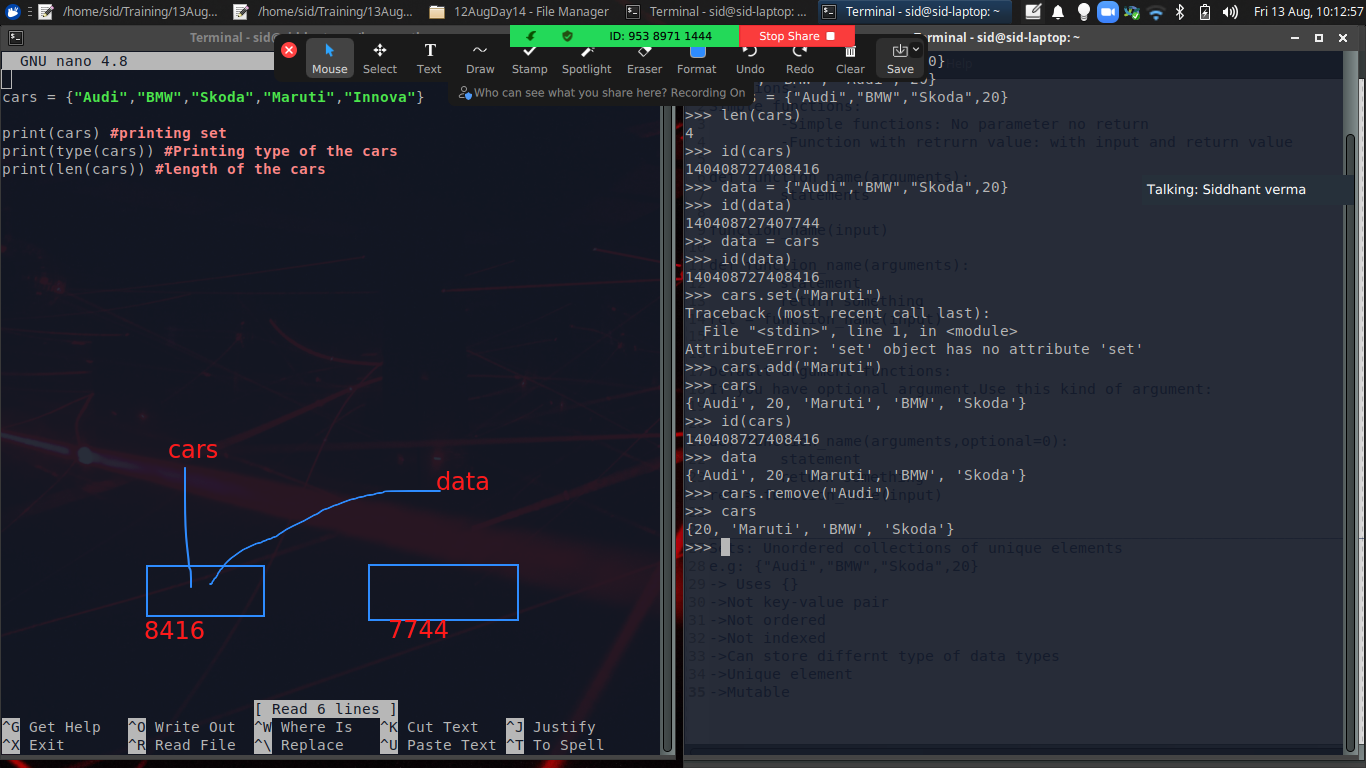 /home/sid/Training/13Aug...
/home/sid/Training/13Aug...
12AugDay14 - File Manager
Terminal - sid@sid-laptop: ...
Terminal - sid@sid-laptop: ~
Fri 13 Aug, 10:12:57
ID: 953 8971 1444
Stop Share
Mouse
Select
Text
Draw
Stamp
Spotlight
Eraser
Format
Undo
Redo
Clear
Save
Who can see what you share here? Recording On
Talking: Siddhant verma
GNU nano 4.8
cars = {"Audi","BMW","Skoda","Maruti","Innova"}
print(cars) #printing set
print(type(cars)) #Printing type of the cars
print(len(cars)) #length of the cars
cars
data
8416
7744
[ Read 6 lines ]
^G Get Help ^O Write Out ^W Where Is ^K Cut Text ^J Justify
^X Exit ^R Read File ^\ Replace ^U Paste Text ^T To Spell
Terminal - sid@sid-laptop: ~
= {"Audi","BMW","Skoda",20}
>>> len(cars)
4
>>> id(cars)
140408727408416
>>> data = {"Audi","BMW","Skoda",20}
>>> id(data)
140408727407744
>>> data = cars
>>> id(data)
140408727408416
>>> cars.set("Maruti")
Traceback (most recent call last):
File "<stdin>", line 1, in <module>
AttributeError: 'set' object has no attribute 'set'
>>> cars.add("Maruti")
>>> cars
{'Audi', 20, 'Maruti', 'BMW', 'Skoda'}
>>> id(cars)
140408727408416
>>> data
{'Audi', 20, 'Maruti', 'BMW', 'Skoda'}
>>> cars.remove("Audi")
>>> cars
{20, 'Maruti', 'BMW', 'Skoda'}
>>>
-Simple functions: No parameter no return
-Function with retrurn value: with input and return value
: Unordered collections of unique elements
28 e.g: {"Audi","BMW","Skoda",20}
-> Uses {}
30 ->Not key-value pair
31 ->Not ordered
32 ->Not indexed
33 ->Can store differnt type of data types
34 ->Unique element
35 ->Mutable